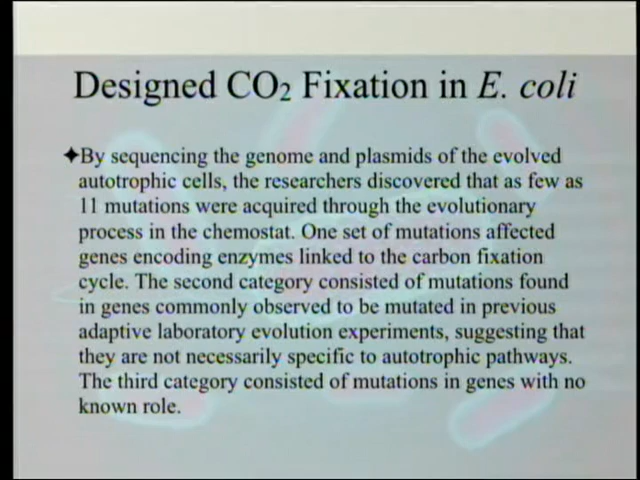 Designed CO₂ Fixation in E. coli
✦By sequencing the genome and plasmids of the evolved
autotrophic cells, the researchers discovered that as few as
11 mutations were acquired through the evolutionary
process in the chemostat. One set of mutations affected
genes encoding enzymes linked to the carbon fixation
cycle. The second category consisted of mutations found
in genes commonly observed to be mutated in previous
adaptive laboratory evolution experiments, suggesting that
they are not necessarily specific to autotrophic pathways.
The third category consisted of mutations in genes with no
known role.